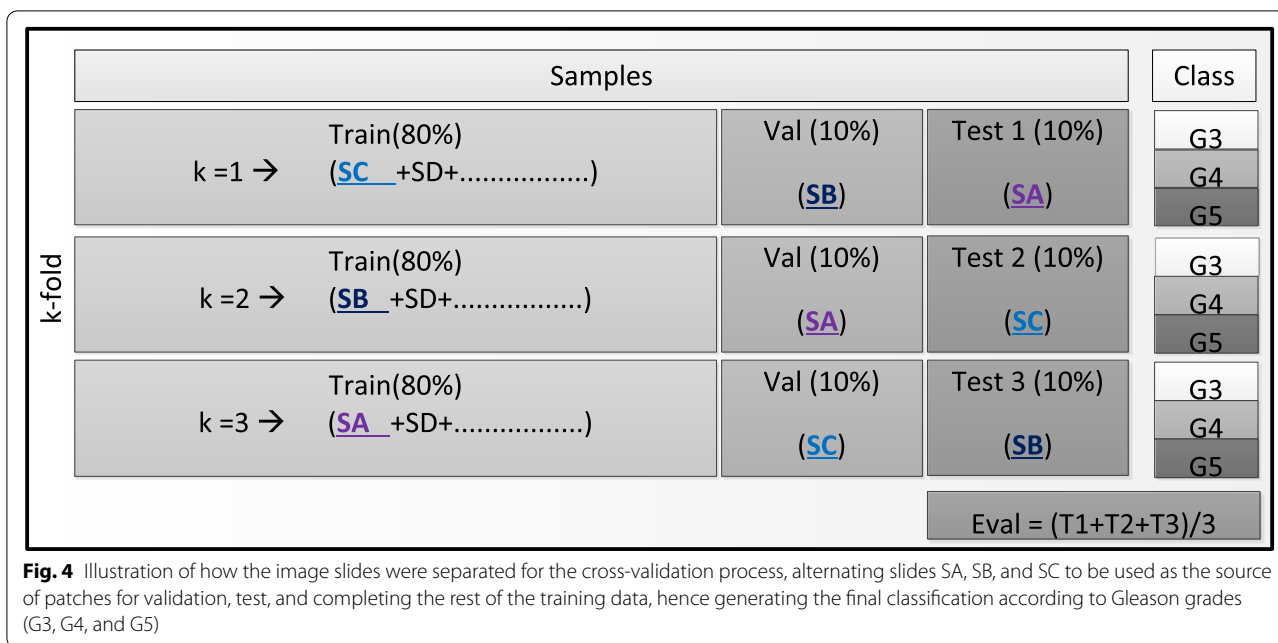 Samples
Class
k-fold
k =1 →
Train(80%)
(SC +SD+.................)
Val (10%)
(SB)
Test 1 (10%)
(SA)
G3
G4
G5
k =2 →
Train(80%)
(SB +SD+.................)
Val (10%)
(SA)
Test 2 (10%)
(SC)
G3
G4
G5
k =3 →
Train(80%)
(SA +SD+.................)
Val (10%)
(SC)
Test 3 (10%)
(SB)
G3
G4
G5
Eval = (T1+T2+T3)/3
Fig. 4 Illustration of how the image slides were separated for the cross-validation process, alternating slides SA, SB, and SC to be used as the source
of patches for validation, test, and completing the rest of the training data, hence generating the final classification according to Gleason grades
(G3, G4, and G5)